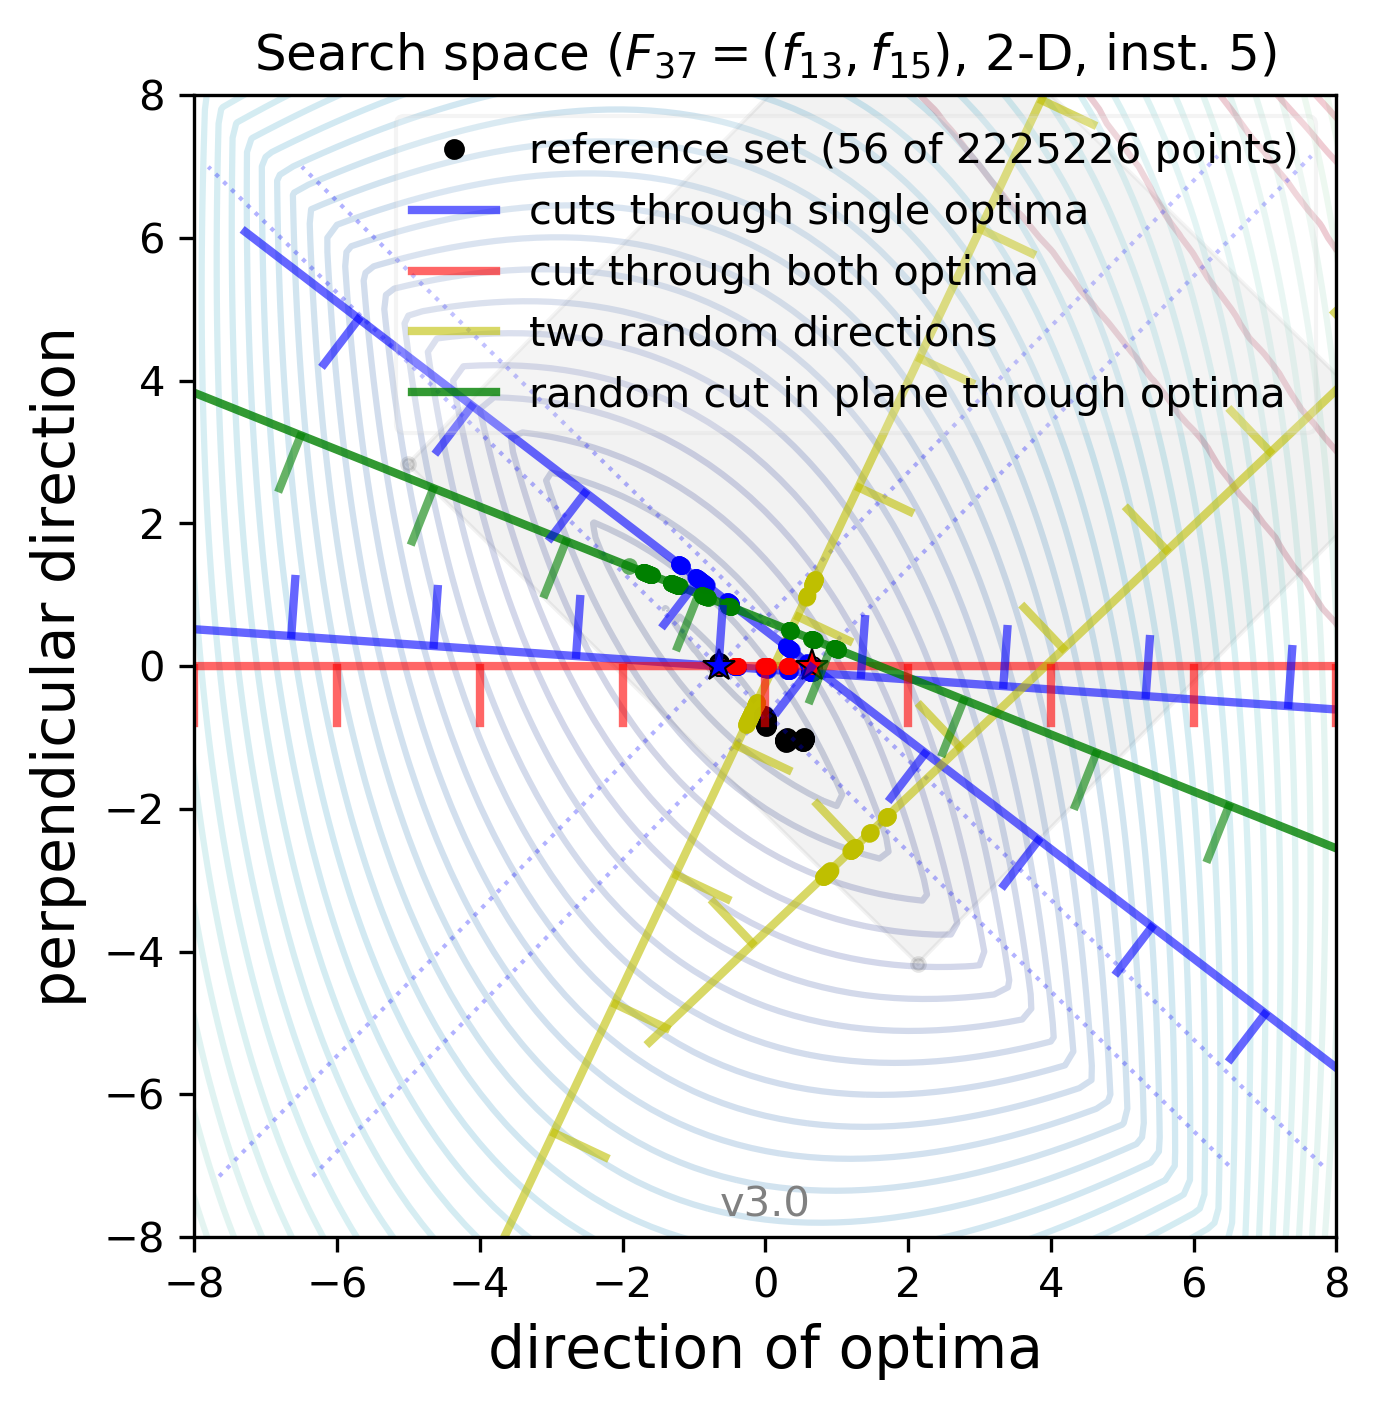 Search space (F37 = (f13, f15), 2-D, inst. 5)
reference set (56 of 2225226 points)
cuts through single optima
cut through both optima
two random directions
random cut in plane through optima
perpendicular direction
8
6
4
2
0
−2
−4
−6
−8
v3.0
−8 −6 −4 −2 0 2 4 6 8
direction of optima